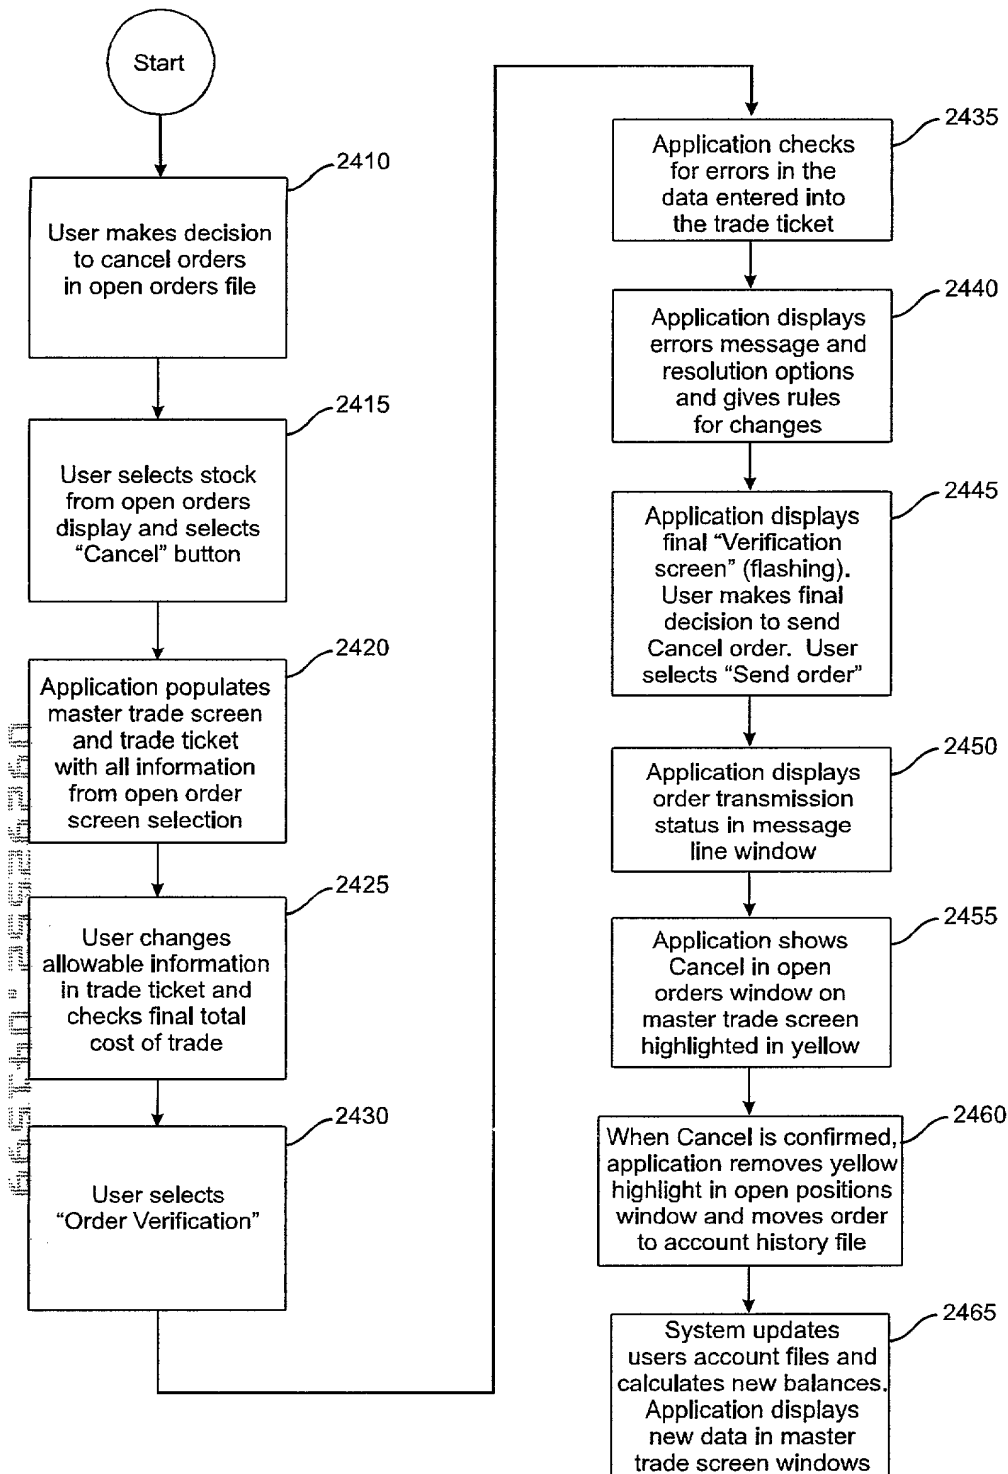 Start
2410
User makes decision
to cancel orders
in open orders file
2415
User selects stock
from open orders
display and selects
“Cancel” button
2420
Application populates
master trade screen
and trade ticket
with all information
from open order
screen selection
2425
User changes
allowable information
in trade ticket and
checks final total
cost of trade
2430
User selects
“Order Verification”
2435
Application checks
for errors in the
data entered into
the trade ticket
2440
Application displays
errors message and
resolution options
and gives rules
for changes
2445
Application displays
final “Verification
screen” (flashing).
User makes final
decision to send
Cancel order. User
selects “Send order”
2450
Application displays
order transmission
status in message
line window
2455
Application shows
Cancel in open
orders window on
master trade screen
highlighted in yellow
2460
When Cancel is confirmed,
application removes yellow
highlight in open positions
window and moves order
to account history file
2465
System updates
users account files and
calculates new balances.
Application displays
new data in master
trade screen windows